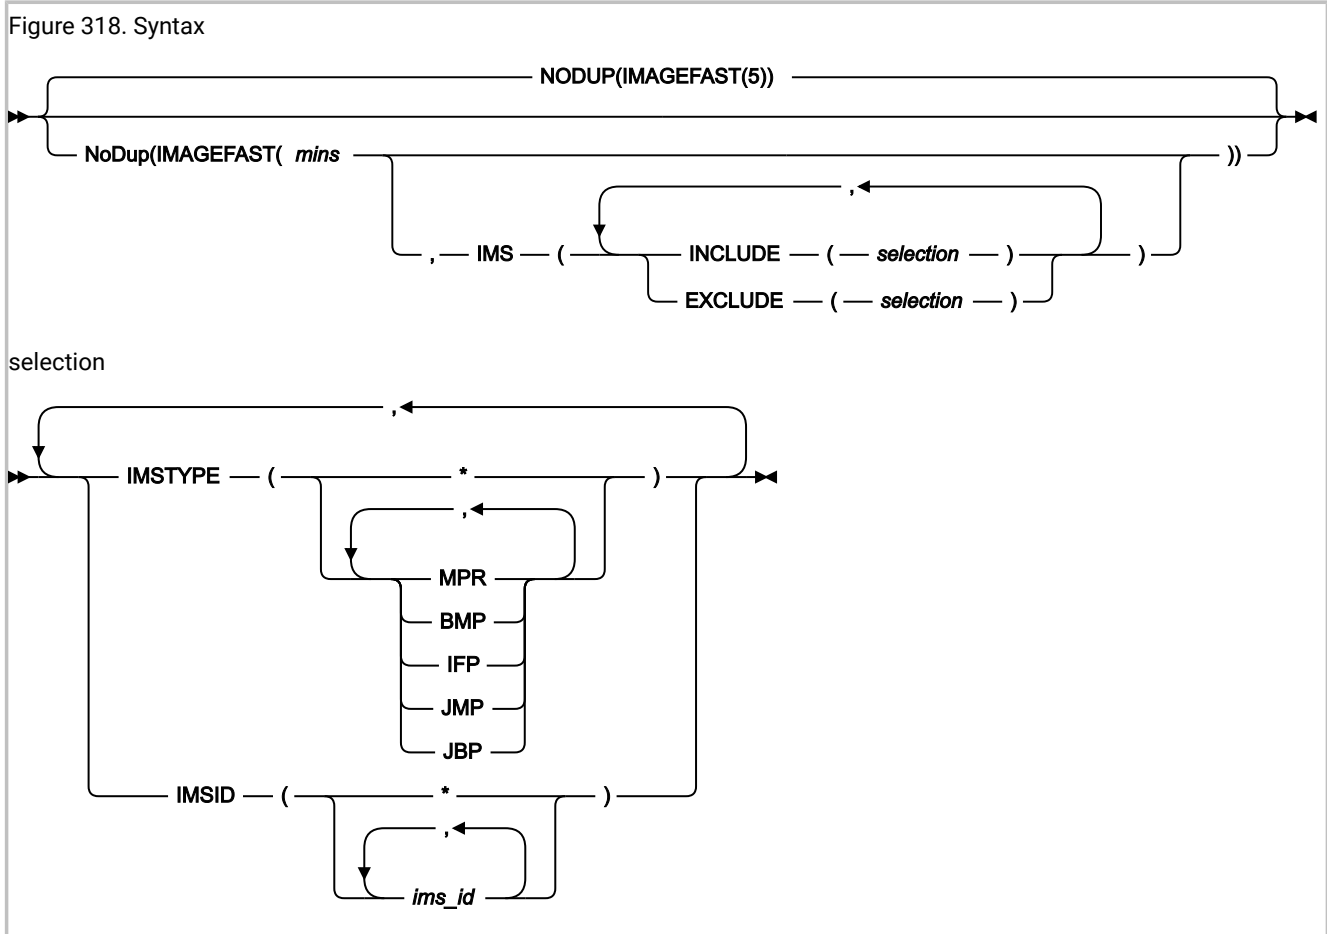 Figure 318. Syntax
NODUP(IMAGEFAST(5))
NoDup(IMAGEFAST( mins ))
,
, IMS ( INCLUDE ( selection ) )
EXCLUDE ( selection )
selection
,
IMSTYPE ( * )
,
MPR
BMP
IFP
JMP
JBP
IMSID ( * )
,
ims_id